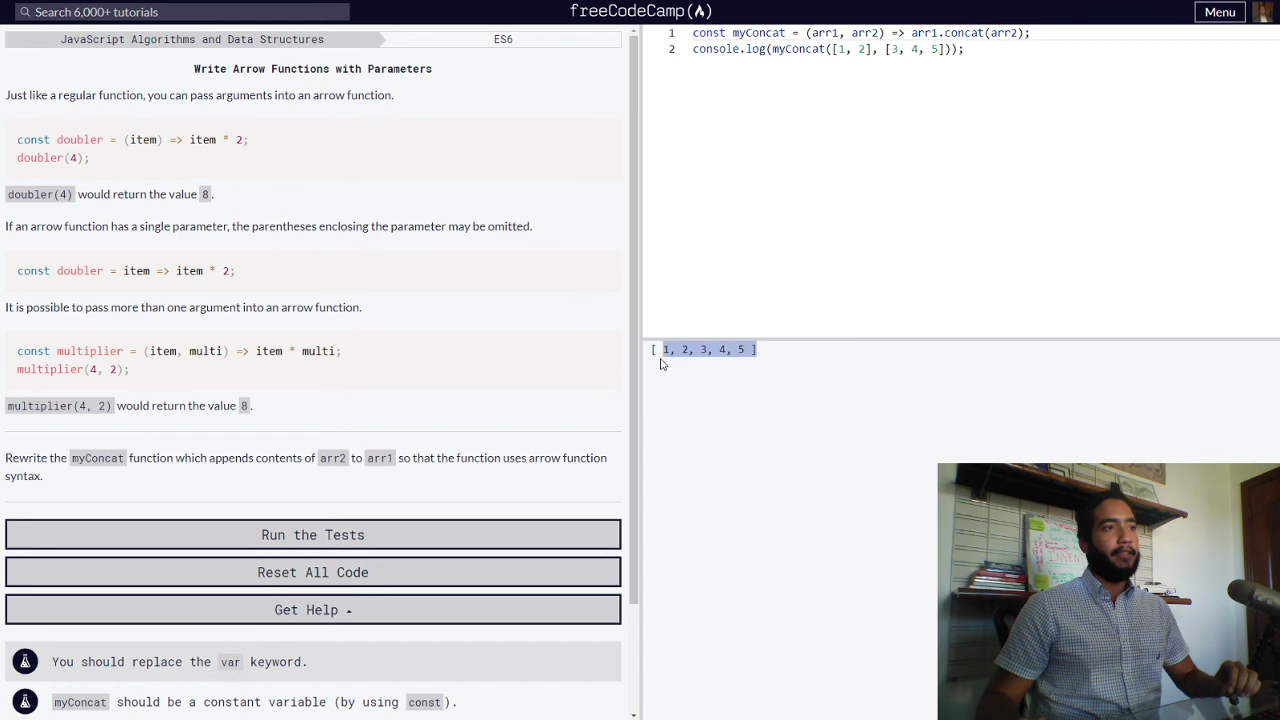 Search 6,000+ tutorials
freeCodeCamp
Menu
JavaScript Algorithms and Data Structures
ES6
Write Arrow Functions with Parameters
Just like a regular function, you can pass arguments into an arrow function.
const doubler = (item) => item * 2;
doubler(4);
doubler(4) would return the value 8.
If an arrow function has a single parameter, the parentheses enclosing the parameter may be omitted.
const doubler = item => item * 2;
It is possible to pass more than one argument into an arrow function.
const multiplier = (item, multi) => item * multi;
multiplier(4, 2);
multiplier(4, 2) would return the value 8.
Rewrite the myConcat function which appends contents of arr2 to arr1 so that the function uses arrow function
syntax.
Run the Tests
Reset All Code
Get Help
You should replace the var keyword.
myConcat should be a constant variable (by using const).
1 const myConcat = (arr1, arr2) => arr1.concat(arr2);
2 console.log(myConcat([1, 2], [3, 4, 5]));
[ 1, 2, 3, 4, 5 ]